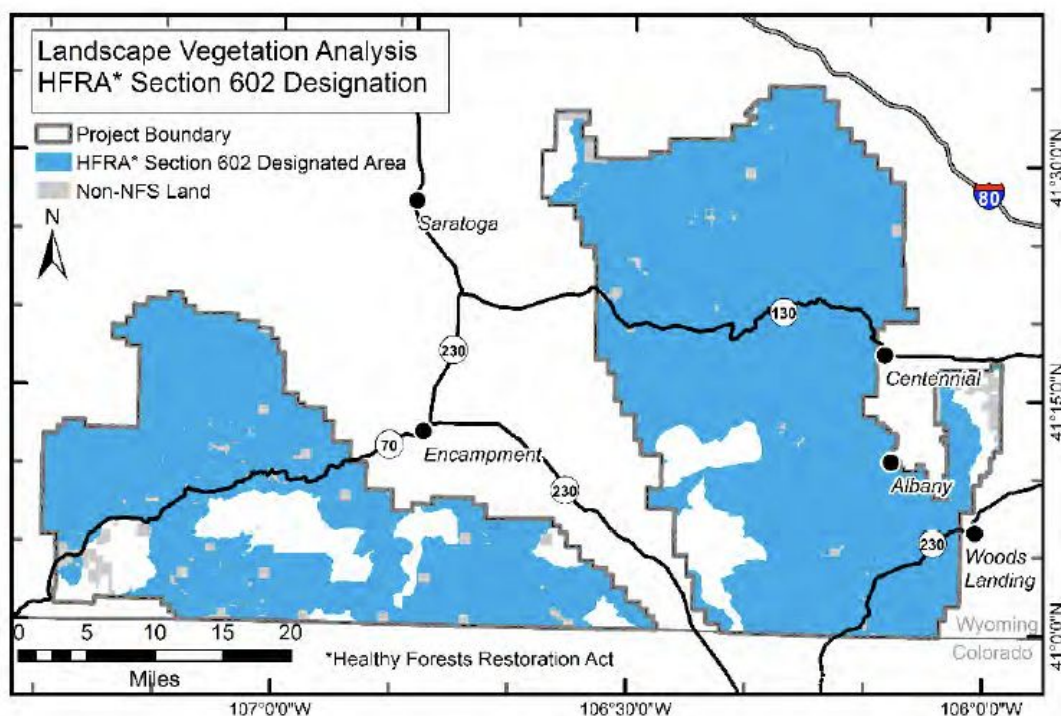 Landscape Vegetation Analysis
HFRA* Section 602 Designation
Project Boundary
HFRA* Section 602 Designated Area
Non-NFS Land
N
Saratoga
80
41°30'0"N
130
230
Centennial
41°15'0"N
70
Encampment
Albany
230
230
Woods
Landing
Wyoming
Colorado
41°0'0"N
0 5 10 15 20
Miles
*Healthy Forests Restoration Act
107°0'0"W 106°30'0"W 106°0'0"W